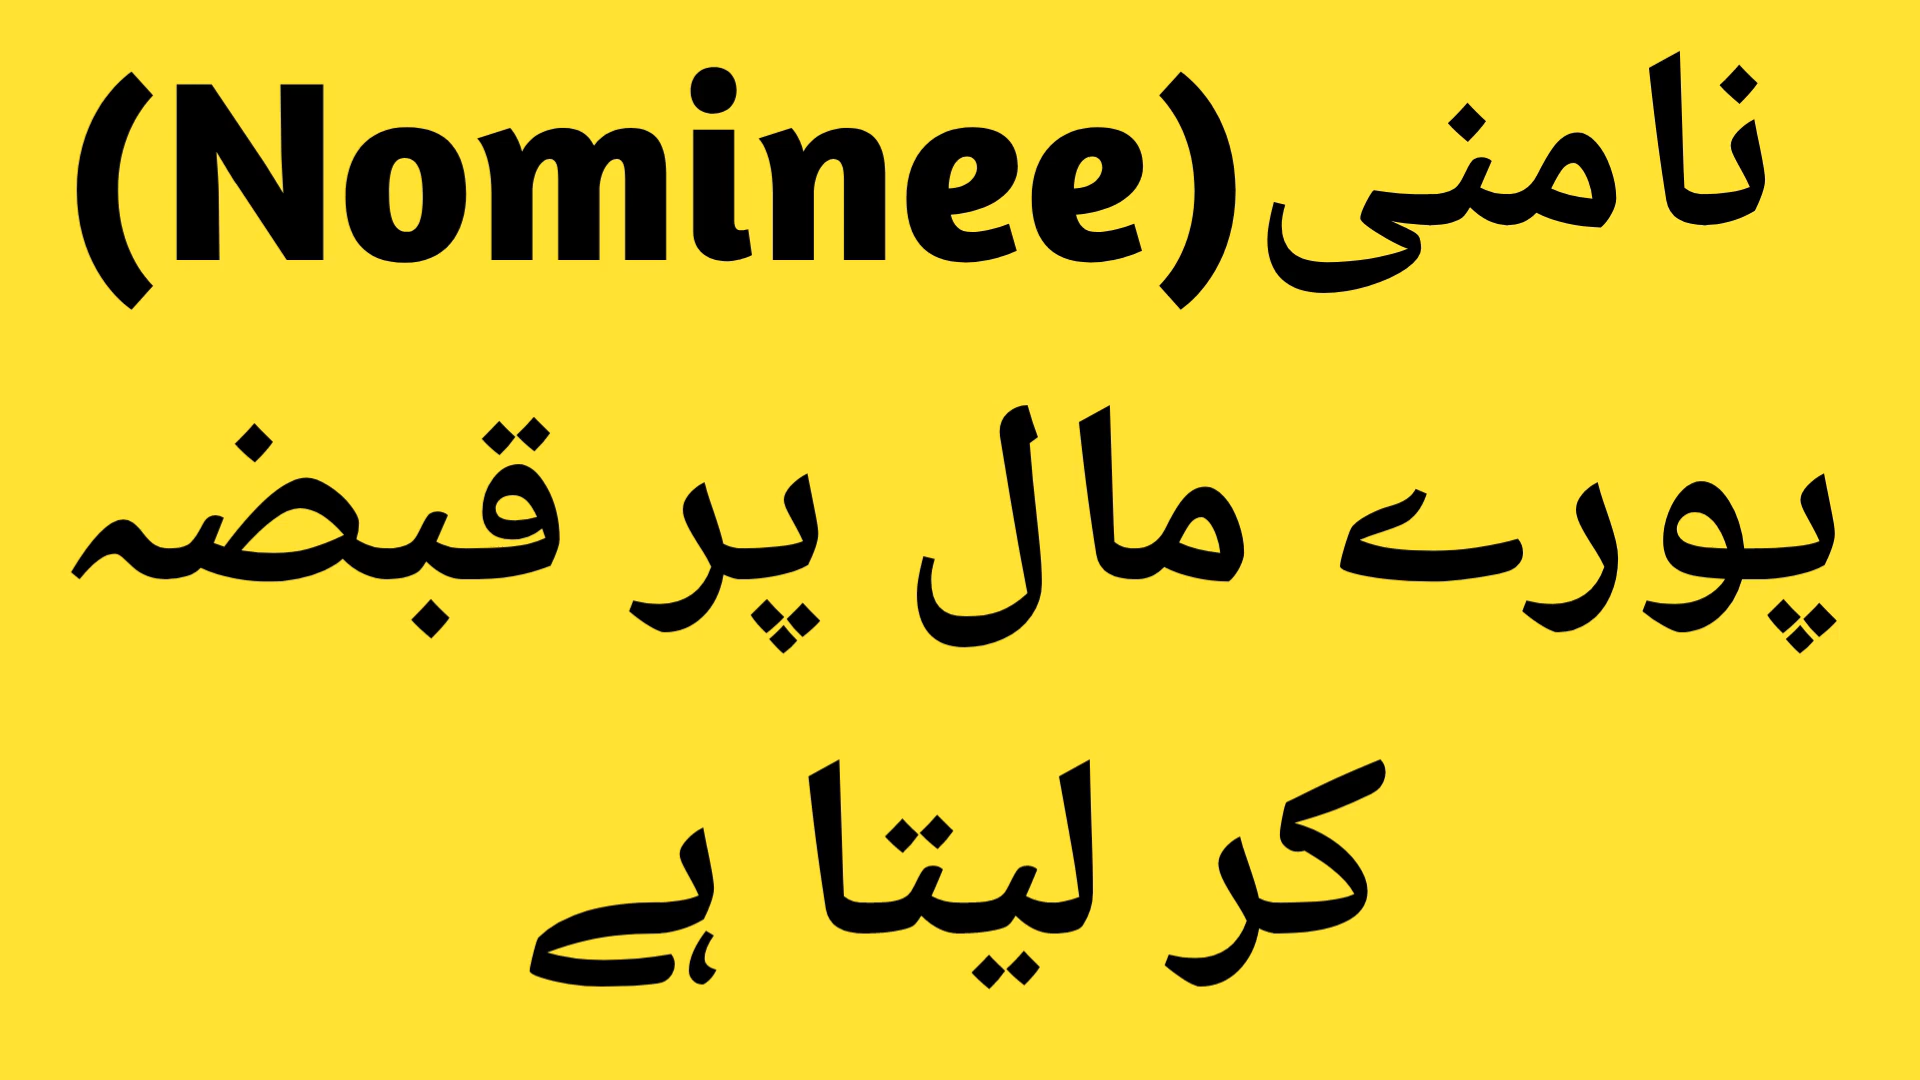 نامنی(Nominee)
پورے مال پر قبضہ
کر لیتا ہے